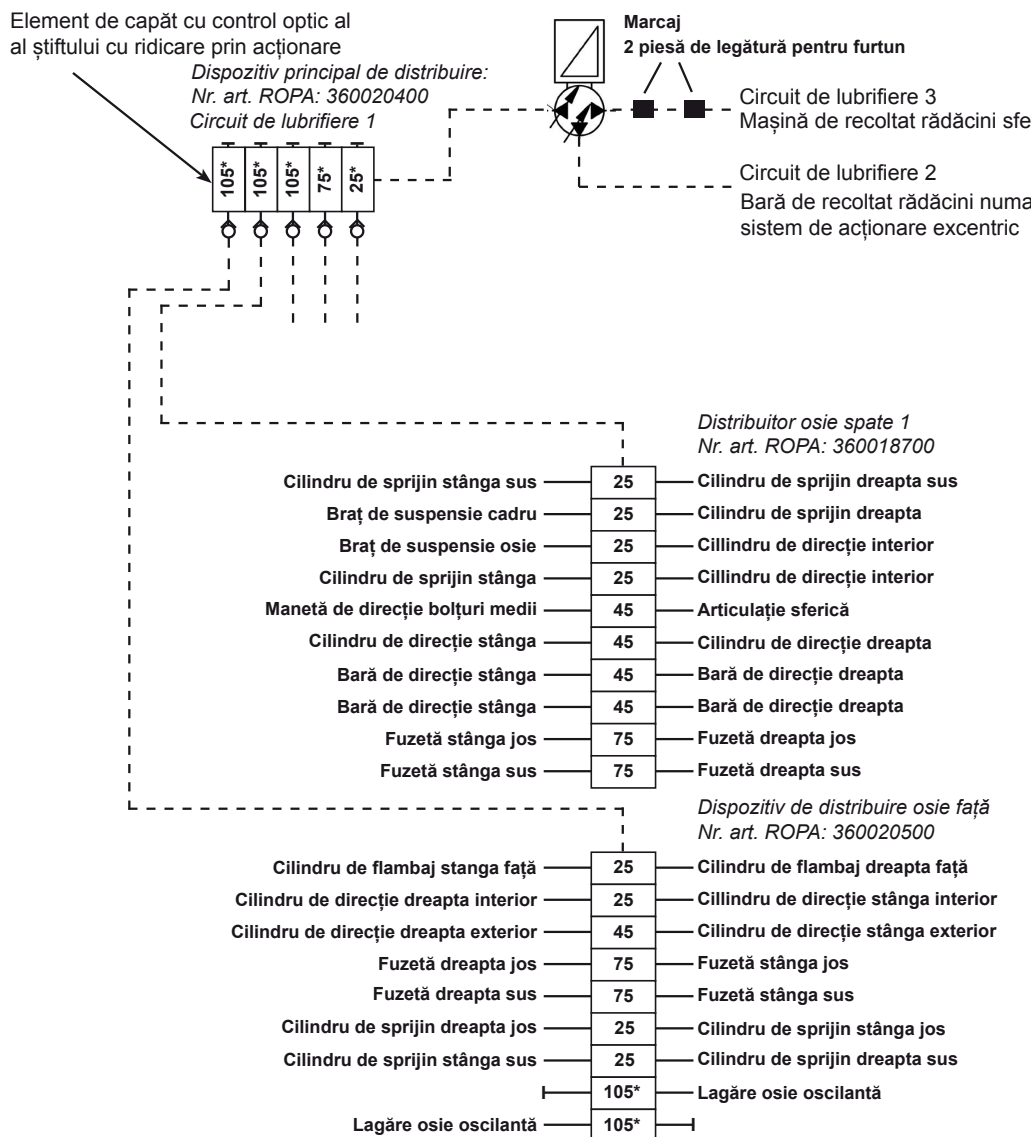 Element de capăt cu control optic al
al știftului cu ridicare prin acționare
Dispozitiv principal de distribuire:
Nr. art. ROPA: 360020400
Circuit de lubrifiere 1
Marcaj
2 piesă de legătură pentru furtun
Circuit de lubrifiere 3
Mașină de recoltat rădăcini sfe
Circuit de lubrifiere 2
Bară de recoltat rădăcini numa
sistem de acționare excentric
105* 105* 105* 75* 25*
Distribuitor osie spate 1
Nr. art. ROPA: 360018700
Cilindru de sprijin stânga sus 25 Cilindru de sprijin dreapta sus
Braț de suspensie cadru 25 Cilindru de sprijin dreapta
Braț de suspensie osie 25 Cillindru de direcție interior
Cilindru de sprijin stânga 25 Cillindru de direcție interior
Manetă de direcție bolțuri medii 45 Articulație sferică
Cilindru de direcție stânga 45 Cilindru de direcție dreapta
Bară de direcție stânga 45 Bară de direcție dreapta
Bară de direcție stânga 45 Bară de direcție dreapta
Fuzetă stânga jos 75 Fuzetă dreapta jos
Fuzetă stânga sus 75 Fuzetă dreapta sus
Dispozitiv de distribuire osie față
Nr. art. ROPA: 360020500
Cilindru de flambaj stanga față 25 Cilindru de flambaj dreapta față
Cilindru de direcție dreapta interior 25 Cillindru de direcție stânga interior
Cilindru de direcție dreapta exterior 45 Cilindru de direcție stânga exterior
Fuzetă dreapta jos 75 Fuzetă stânga jos
Fuzetă dreapta sus 75 Fuzetă stânga sus
Cilindru de sprijin dreapta jos 25 Cilindru de sprijin stânga jos
Cilindru de sprijin stânga sus 25 Cilindru de sprijin dreapta sus
105* Lagăre osie oscilantă
Lagăre osie oscilantă 105*